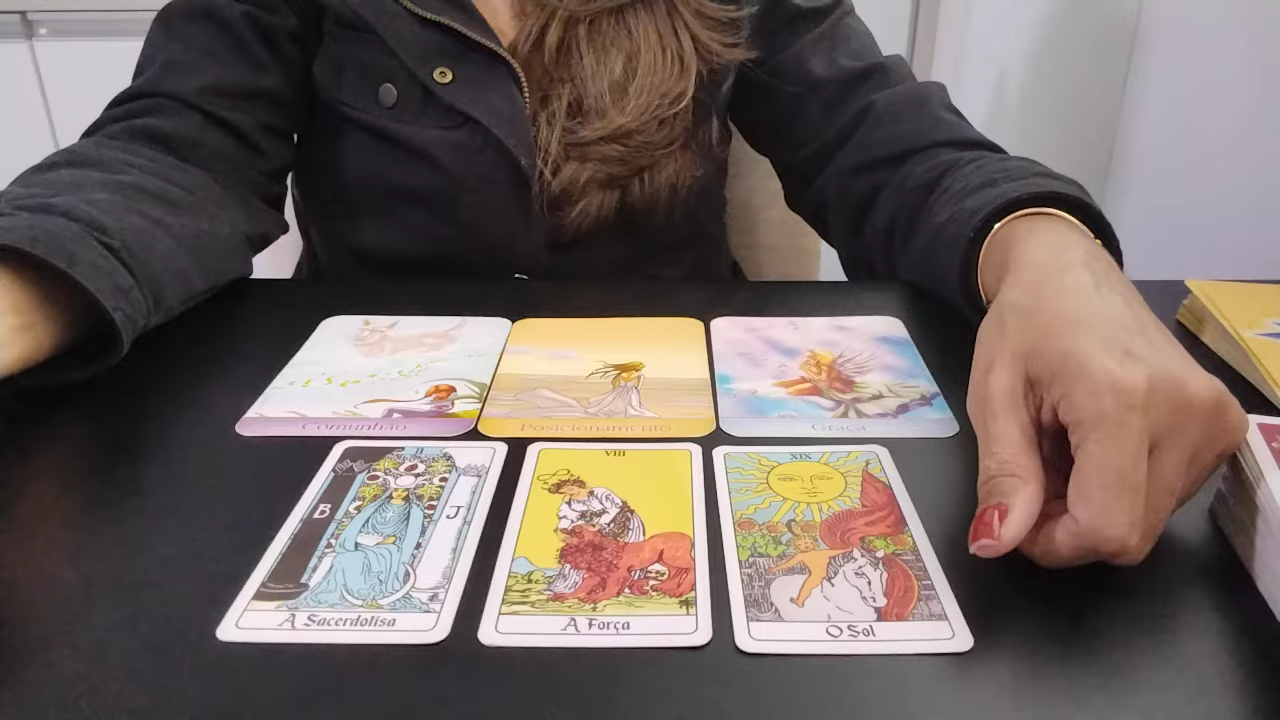 Comunhão
Posicionamento
Graça
B
J
A Sacerdotisa
VIII
A Força
XIX
O Sol